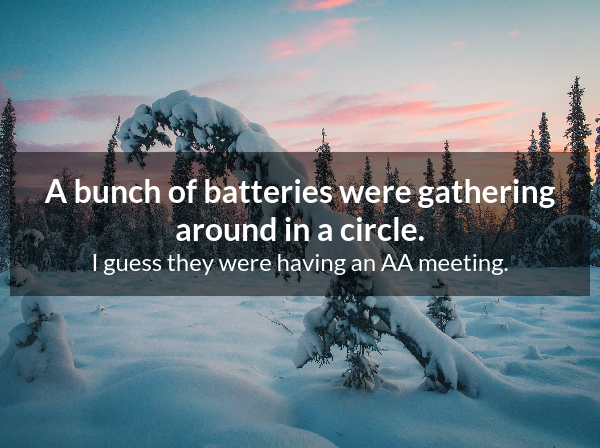 A bunch of batteries were gathering
around in a circle.
I guess they were having an AA meeting.